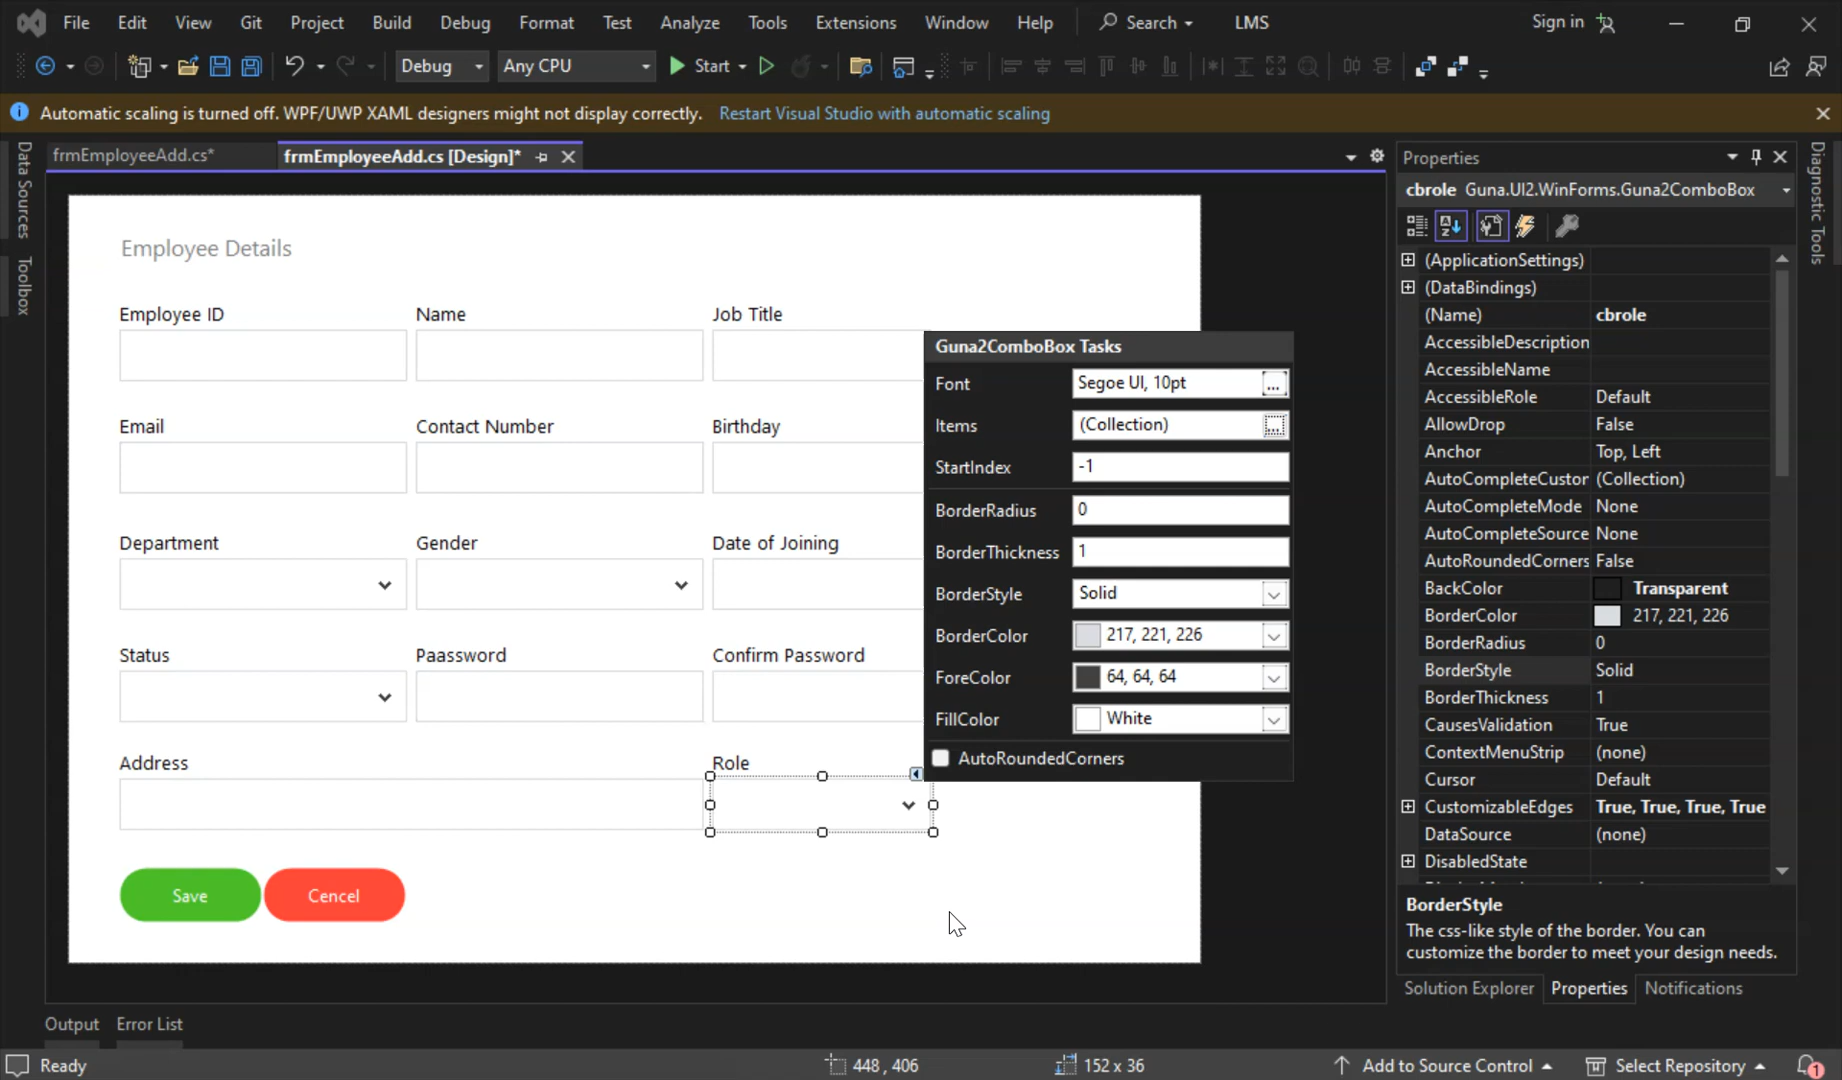 File Edit View Git Project Build Debug Format Test Analyze Tools Extensions Window Help Search LMS Sign in
Debug Any CPU Start
Automatic scaling is turned off. WPF/UWP XAML designers might not display correctly. Restart Visual Studio with automatic scaling
Data Sources
Toolbox
frmEmployeeAdd.cs* frmEmployeeAdd.cs [Design]*
Employee Details
Employee ID Name Job Title
Email Contact Number Birthday
Department Gender Date of Joining
Status Paassword Confirm Password
Address Role
Save Cencel
Guna2ComboBox Tasks
Font Segoe UI, 10pt ...
Items (Collection) ...
StartIndex -1
BorderRadius 0
BorderThickness 1
BorderStyle Solid
BorderColor 217, 221, 226
ForeColor 64, 64, 64
FillColor White
AutoRoundedCorners
Properties
cbrole Guna.UI2.WinForms.Guna2ComboBox
(ApplicationSettings)
(DataBindings)
(Name) cbrole
AccessibleDescription
AccessibleName
AccessibleRole Default
AllowDrop False
Anchor Top, Left
AutoCompleteCustor (Collection)
AutoCompleteMode None
AutoCompleteSource None
AutoRoundedCorners False
BackColor Transparent
BorderColor 217, 221, 226
BorderRadius 0
BorderStyle Solid
BorderThickness 1
CausesValidation True
ContextMenuStrip (none)
Cursor Default
CustomizableEdges True, True, True, True
DataSource (none)
DisabledState
BorderStyle
The css-like style of the border. You can
customize the border to meet your design needs.
Solution Explorer Properties Notifications
Diagnostic Tools
Output Error List
Ready 448 , 406 152 x 36 Add to Source Control Select Repository 1